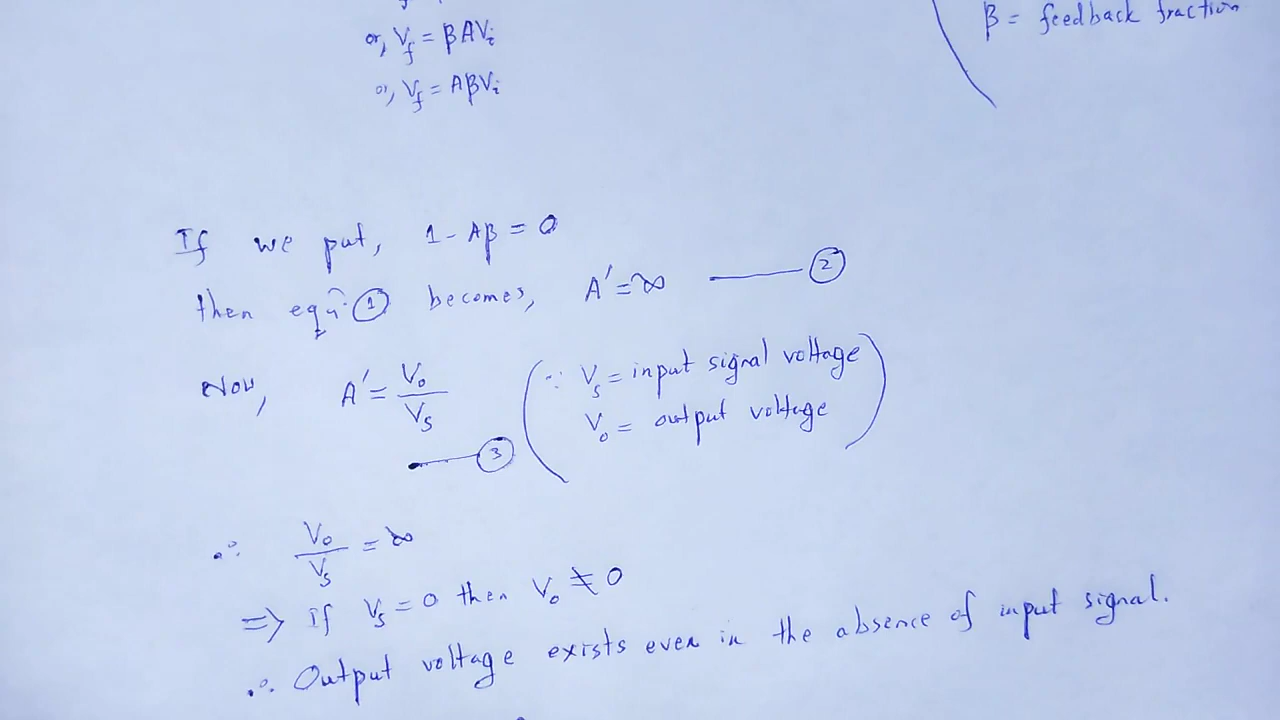 or, Vf = βAVi
or, Vf = AβVi
β = feedback fraction
If we put, 1 - Aβ = 0
then eqn. ① becomes, A' = ∞ —— ②
Now, A' = Vo/Vs
—— ③
(∵ Vs = input signal voltage
Vo = output voltage)
∴ Vo/Vs = ∞
=> If Vs = 0 then Vo ≠ 0
∴ Output voltage exists even in the absence of input signal.